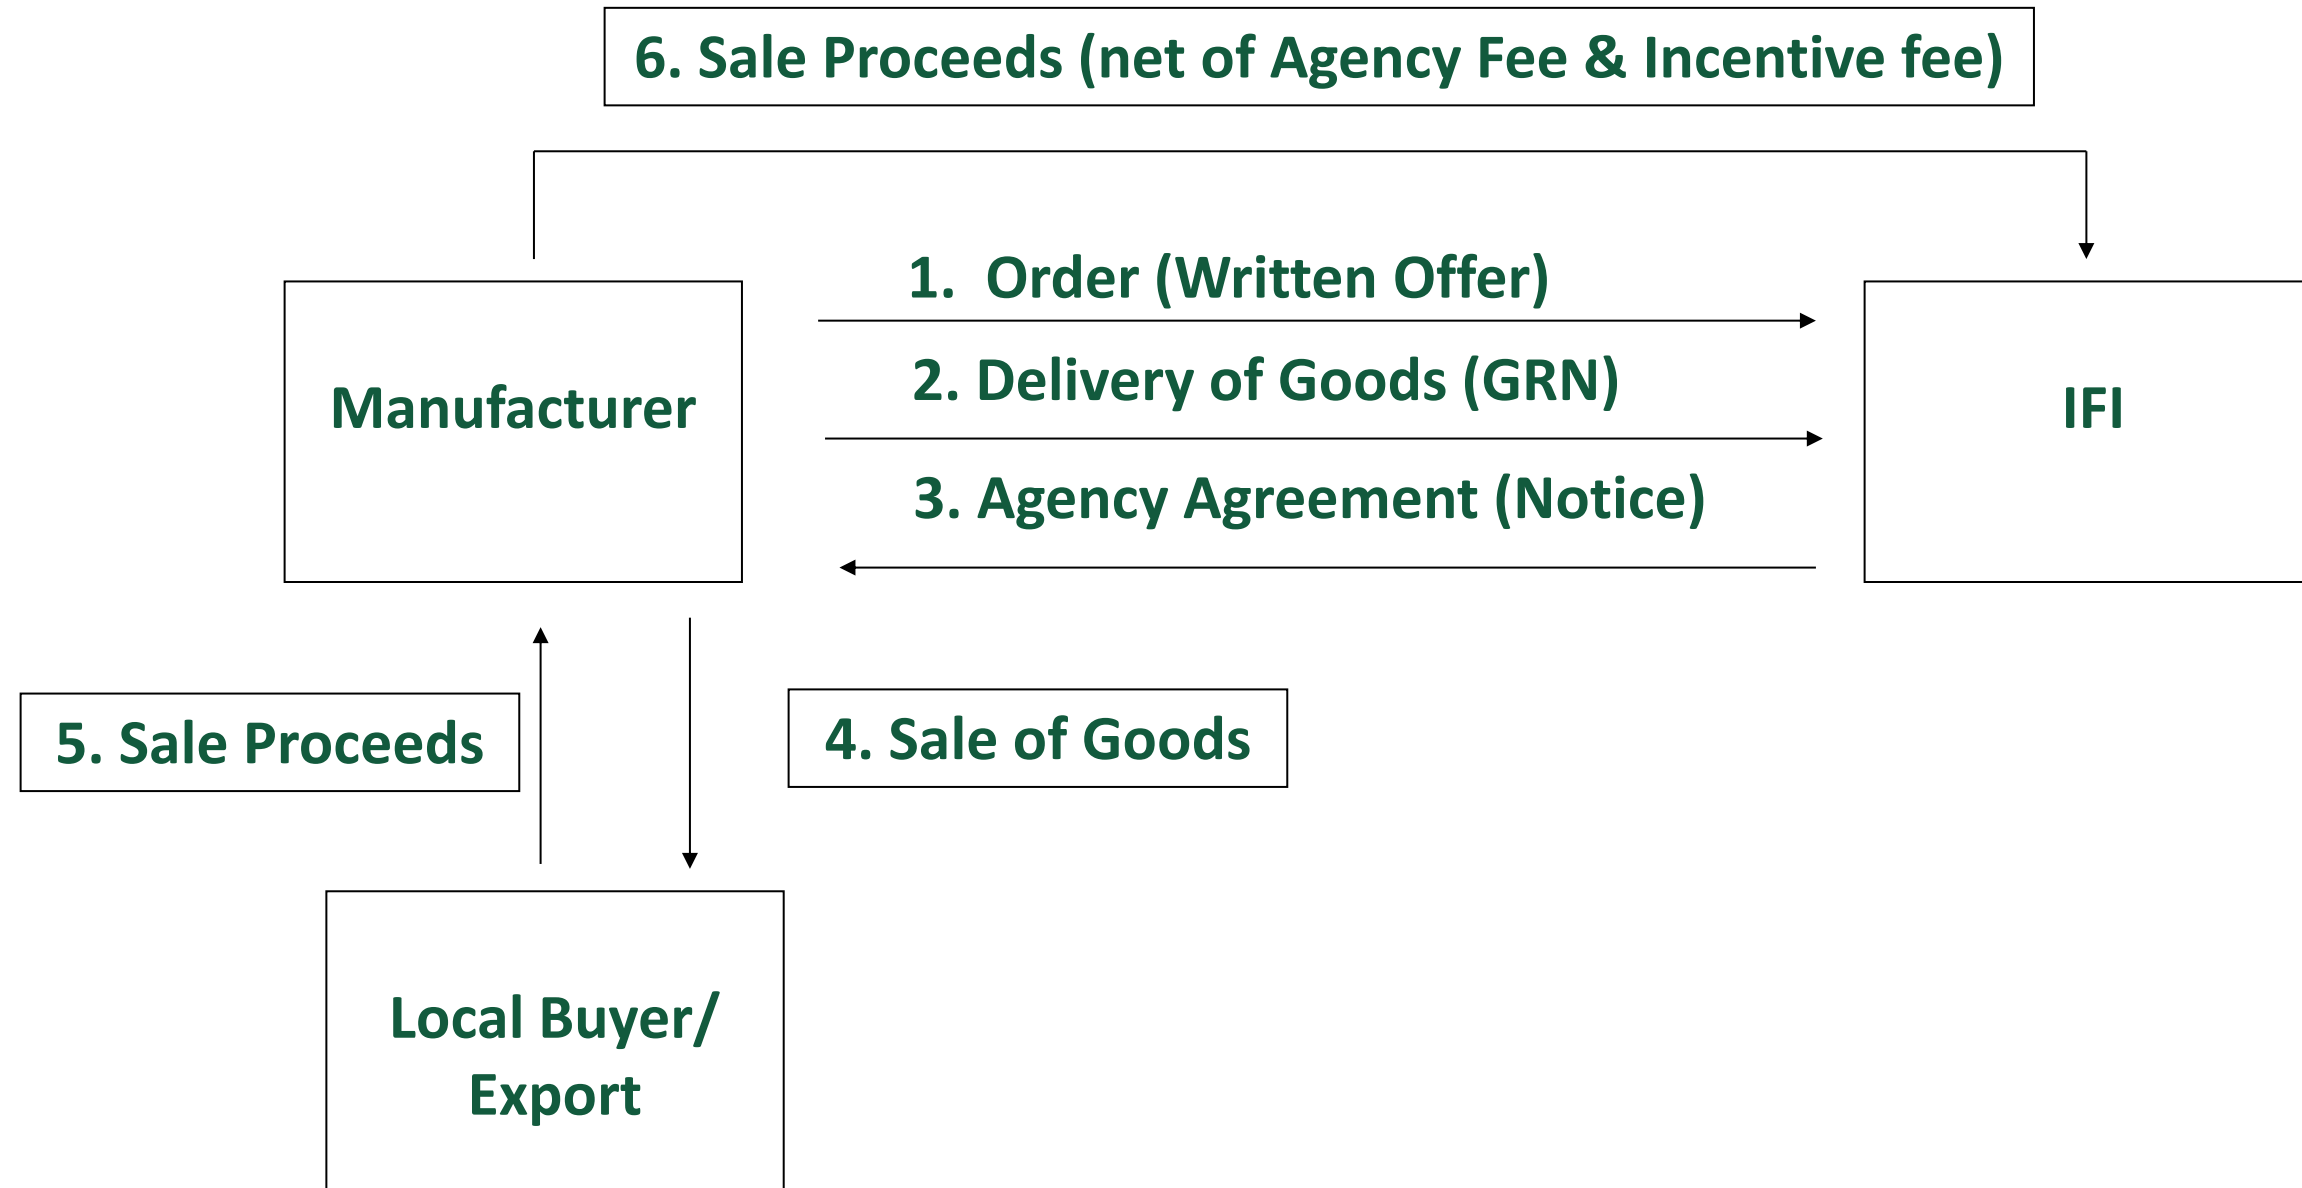 6. Sale Proceeds (net of Agency Fee & Incentive fee)
1. Order (Written Offer)
2. Delivery of Goods (GRN)
3. Agency Agreement (Notice)
Manufacturer
IFI
5. Sale Proceeds
4. Sale of Goods
Local Buyer/
Export